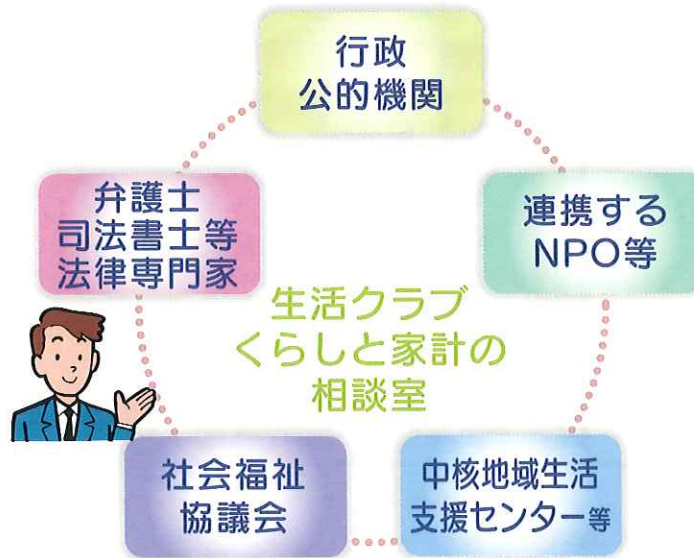 行政
公的機関
弁護士
司法書士等
法律専門家
連携する
NPO等
生活クラブ
くらしと家計の
相談室
社会福祉
協議会
中核地域生活
支援センター等